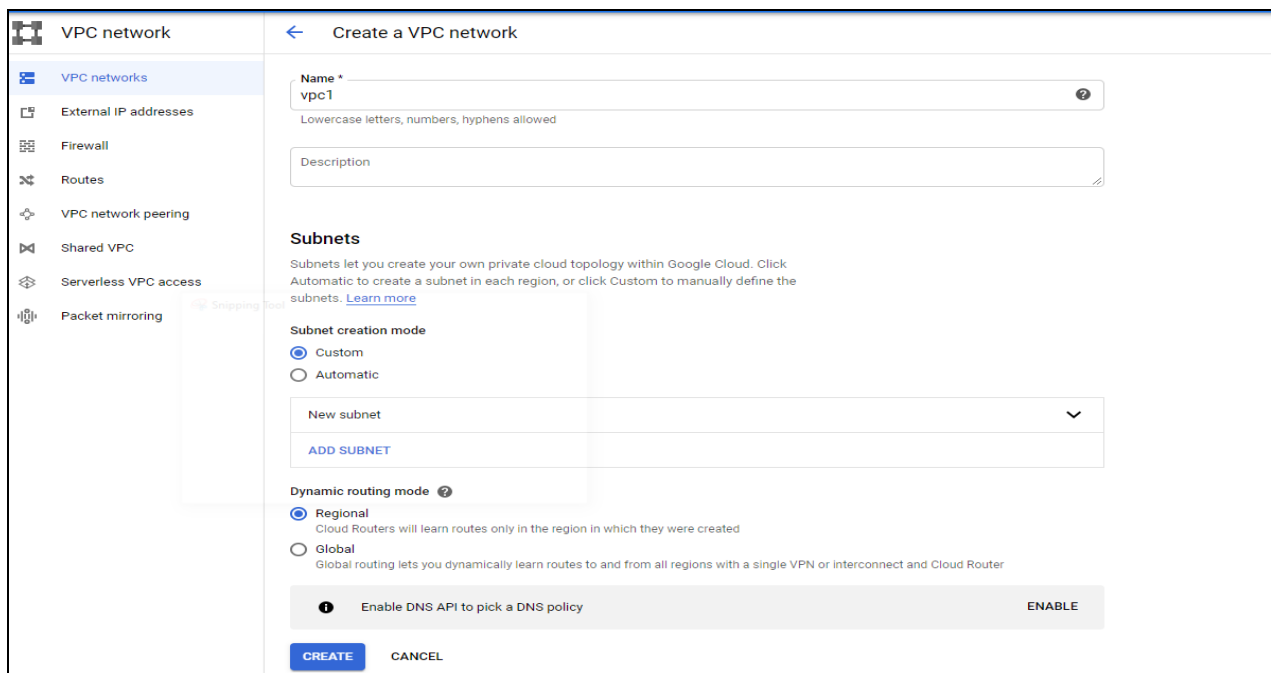 VPC network
Create a VPC network
VPC networks
External IP addresses
Firewall
Routes
VPC network peering
Shared VPC
Serverless VPC access
Packet mirroring
Name *
vpc1
Lowercase letters, numbers, hyphens allowed
Description
Subnets
Subnets let you create your own private cloud topology within Google Cloud. Click
Automatic to create a subnet in each region, or click Custom to manually define the
subnets. Learn more
Snipping Tool
Subnet creation mode
Custom
Automatic
New subnet
ADD SUBNET
Dynamic routing mode
Regional
Cloud Routers will learn routes only in the region in which they were created
Global
Global routing lets you dynamically learn routes to and from all regions with a single VPN or interconnect and Cloud Router
Enable DNS API to pick a DNS policy
ENABLE
CREATE
CANCEL